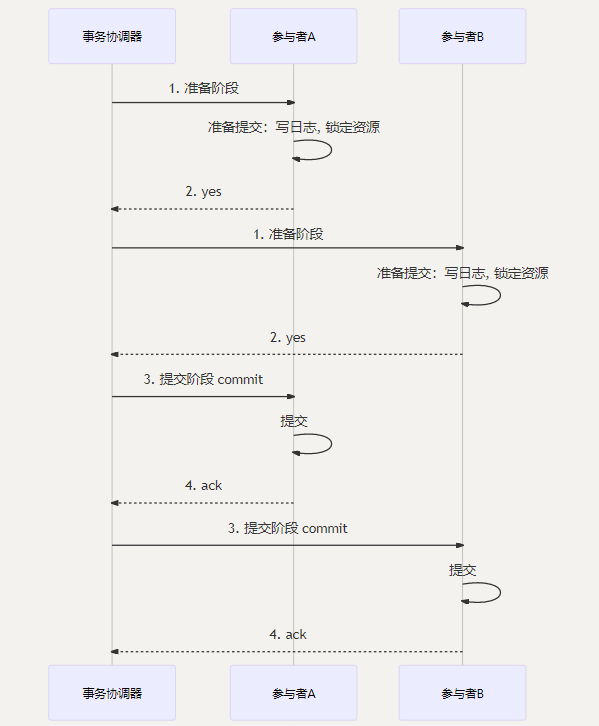 事务协调器
参与者A
参与者B
1. 准备阶段
准备提交：写日志, 锁定资源
2. yes
1. 准备阶段
准备提交：写日志, 锁定资源
2. yes
3. 提交阶段 commit
提交
4. ack
3. 提交阶段 commit
提交
4. ack
事务协调器
参与者A
参与者B